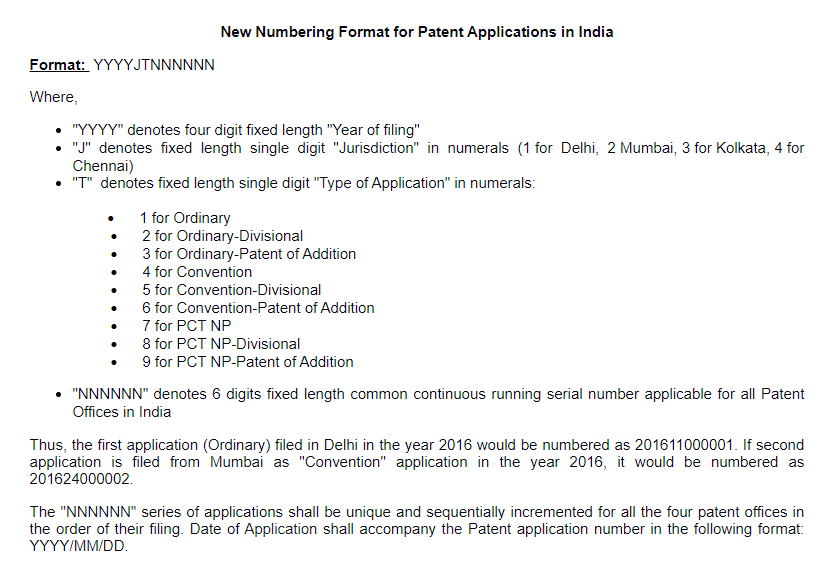 New Numbering Format for Patent Applications in India
Format: YYYYJTNNNNNN
Where,
• "YYYY" denotes four digit fixed length "Year of filing"
• "J" denotes fixed length single digit "Jurisdiction" in numerals (1 for Delhi, 2 Mumbai, 3 for Kolkata, 4 for
Chennai)
• "T" denotes fixed length single digit "Type of Application" in numerals:
• 1 for Ordinary
• 2 for Ordinary-Divisional
• 3 for Ordinary-Patent of Addition
• 4 for Convention
• 5 for Convention-Divisional
• 6 for Convention-Patent of Addition
• 7 for PCT NP
• 8 for PCT NP-Divisional
• 9 for PCT NP-Patent of Addition
• "NNNNNN" denotes 6 digits fixed length common continuous running serial number applicable for all Patent
Offices in India
Thus, the first application (Ordinary) filed in Delhi in the year 2016 would be numbered as 201611000001. If second
application is filed from Mumbai as "Convention" application in the year 2016, it would be numbered as
201624000002.
The "NNNNNN" series of applications shall be unique and sequentially incremented for all the four patent offices in
the order of their filing. Date of Application shall accompany the Patent application number in the following format:
YYYY/MM/DD.